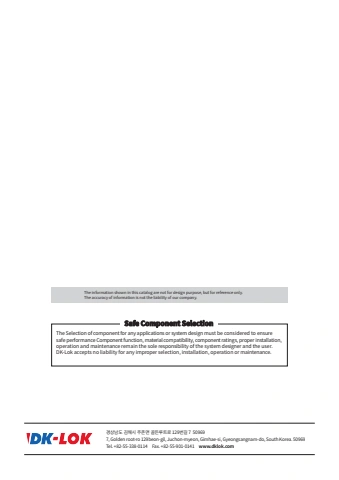 The information shown in this catalog are not for design purpose, but for reference only.
The accuracy of information is not the liability of our company.
Safe Component Selection
The Selection of component for any applications or system design must be considered to ensure
safe performance Component function, material compatibility, component ratings, proper installation,
operation and maintenance remain the sole responsibility of the system designer and the user.
DK-Lok accepts no liability for any improper selection, installation, operation or maintenance.
DK-LOK
경상남도 김해시 주촌면 골든루트로 129번길 7 50969
7, Golden root-ro 129beon-gil, Juchon-myeon, Gimhae-si, Gyeongsangnam-do, South Korea. 50969
Tel. +82-55-338-0114 Fax. +82-55-901-0141 www.dklok.com